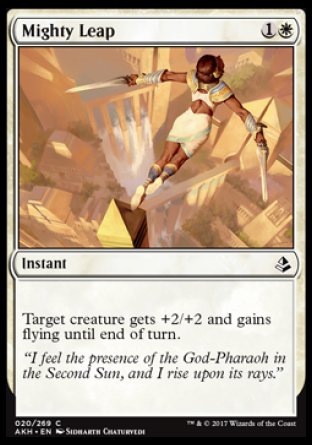 Mighty Leap 1
Instant
Target creature gets +2/+2 and gains
flying until end of turn.
“I feel the presence of the God-Pharaoh in
the Second Sun, and I rise upon its rays.”
020/269 C
AKH • EN Sidharth Chaturvedi ™ & © 2017 Wizards of the Coast